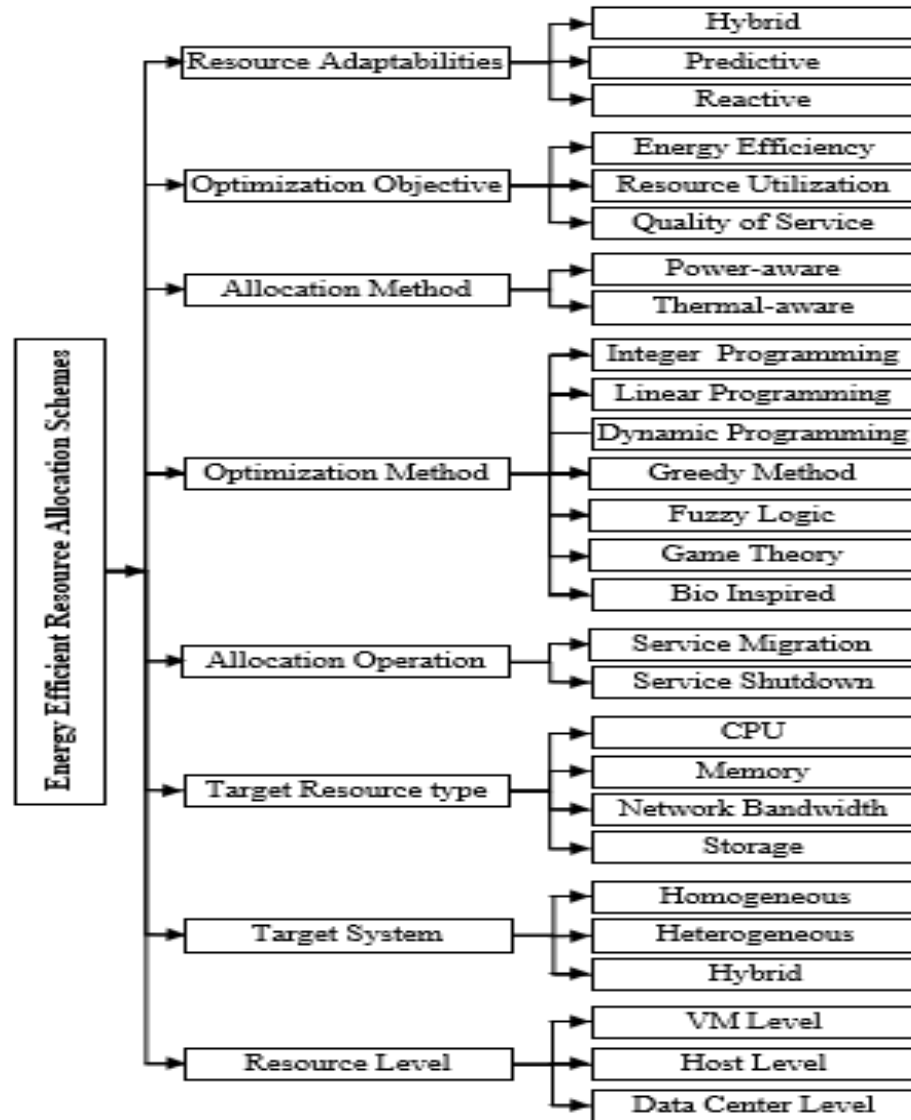 Energy Efficient Resource Allocation Schemes
Resource Adaptabilities
Hybrid
Predictive
Reactive
Optimization Objective
Energy Efficiency
Resource Utilization
Quality of Service
Allocation Method
Power-aware
Thermal-aware
Optimization Method
Integer Programming
Linear Programming
Dynamic Programming
Greedy Method
Fuzzy Logic
Game Theory
Bio Inspired
Allocation Operation
Service Migration
Service Shutdown
Target Resource type
CPU
Memory
Network Bandwidth
Storage
Target System
Homogeneous
Heterogeneous
Hybrid
Resource Level
VM Level
Host Level
Data Center Level